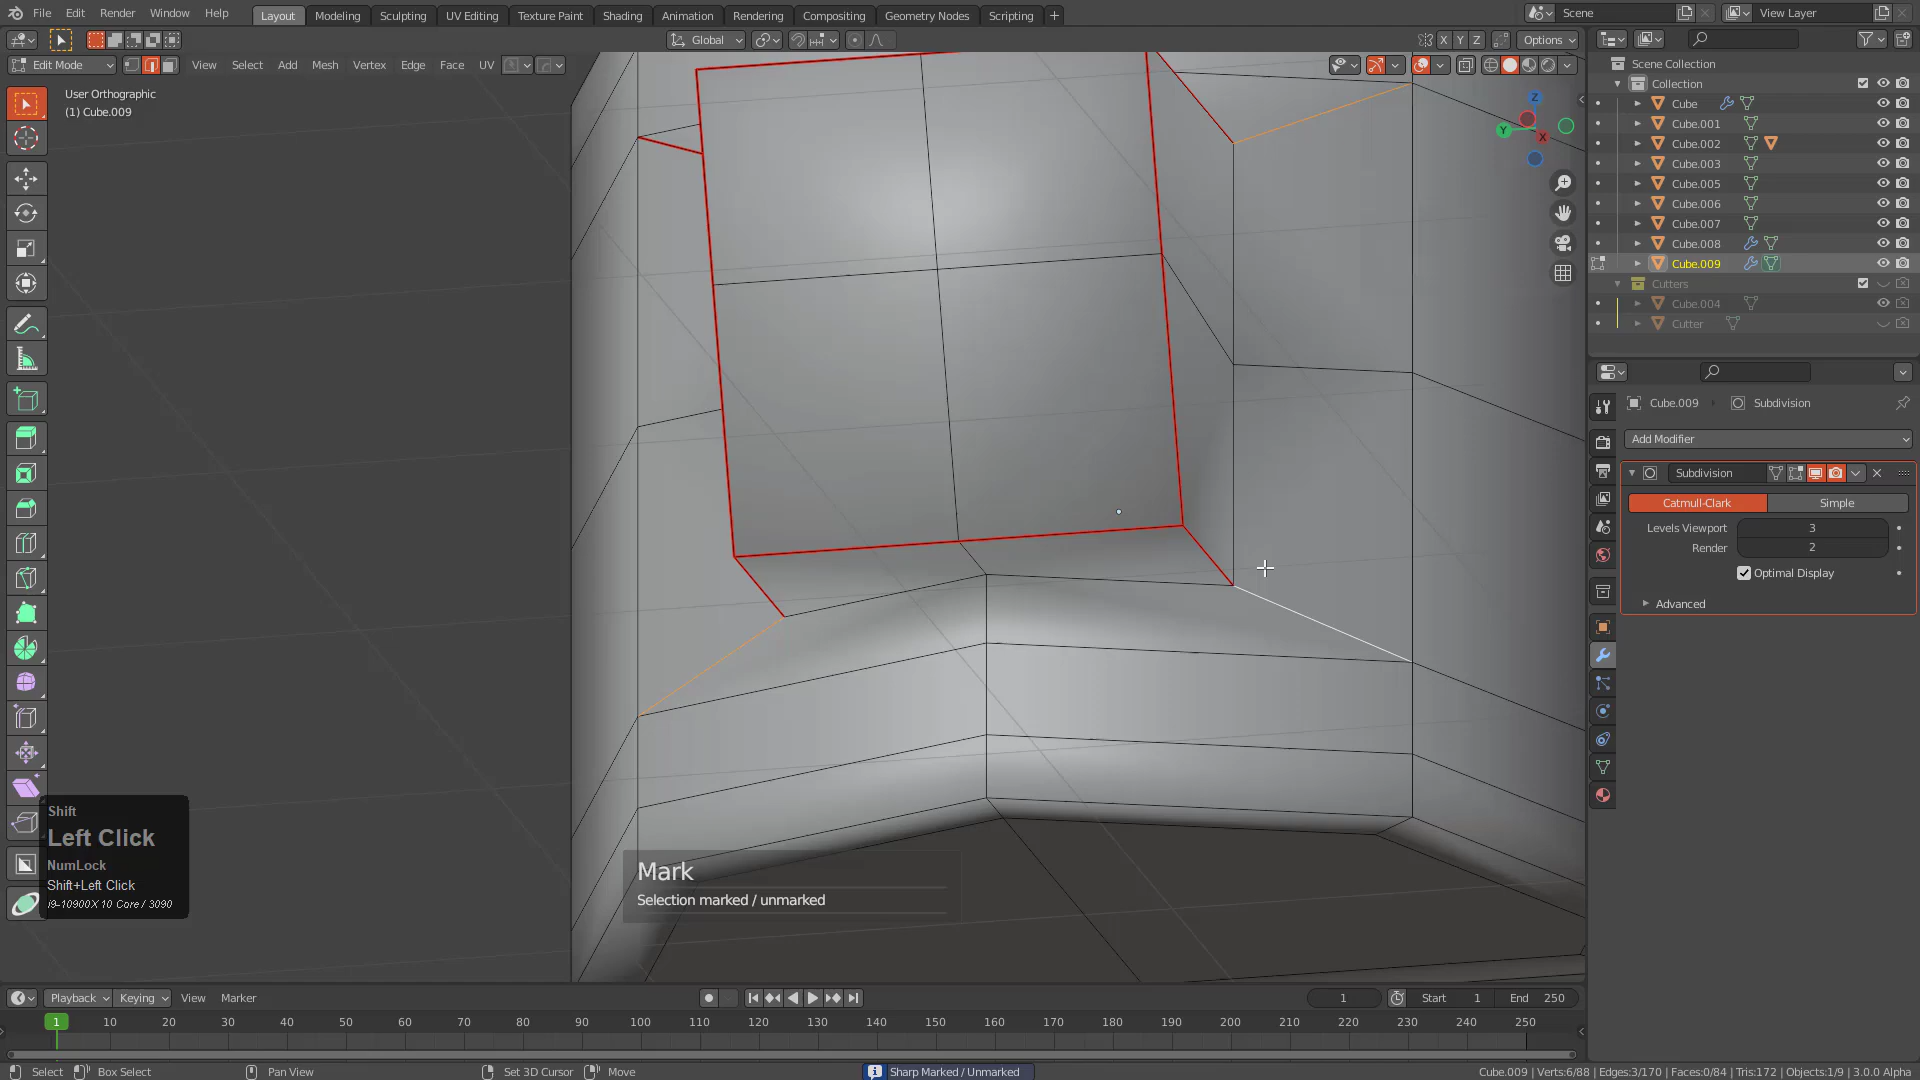 File Edit Render Window Help Layout Modeling Sculpting UV Editing Texture Paint Shading Animation Rendering Compositing Geometry Nodes Scripting Scene View Layer
Global X Y Z Options
Edit Mode View Select Add Mesh Vertex Edge Face UV
User Orthographic
(1) Cube.009
Z
Y
X
Scene Collection
Collection
Cube
Cube.001
Cube.002
Cube.003
Cube.005
Cube.006
Cube.007
Cube.008
Cube.009
Cutters
Cube.004
Cutter
Cube.009 Subdivision
Add Modifier
Subdivision
Catmull-Clark Simple
Levels Viewport 3
Render 2
Optimal Display
Advanced
Shift
Left Click
NumLock
Shift+Left Click
i9-10900X 10 Core / 3090
Mark
Selection marked / unmarked
Playback Keying View Marker 1 Start 1 End 250
1 10 20 30 40 50 60 70 80 90 100 110 120 130 140 150 160 170 180 190 200 210 220 230 240 250
Select Box Select Pan View Set 3D Cursor Move Sharp Marked / Unmarked Cube.009 | Verts:6/88 | Edges:3/170 | Faces:0/84 | Tris:172 | Objects:1/9 | 3.0.0 Alpha